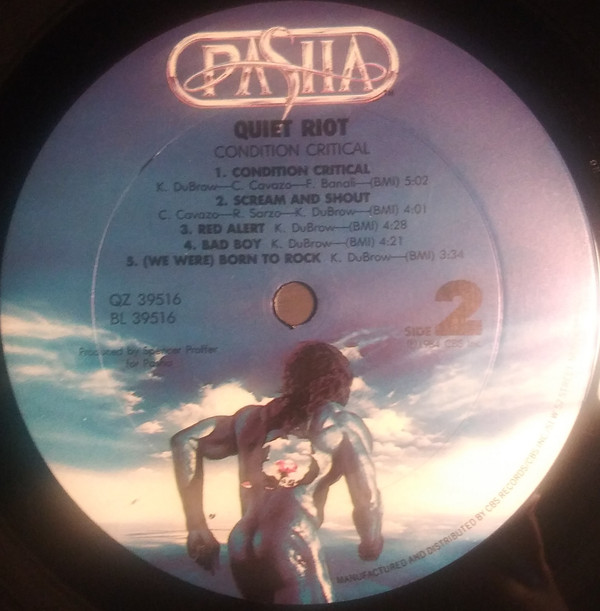 PASHA
QUIET RIOT
CONDITION CRITICAL
1. CONDITION CRITICAL
K. DuBrow—C. Cavazo—F. Banali—(BMI) 5:02
2. SCREAM AND SHOUT
C. Cavazo—R. Sarzo—K. DuBrow—(BMI) 4:01
3. RED ALERT K. DuBrow—(BMI) 4:28
4. BAD BOY K. DuBrow—(BMI) 4:21
5. (WE WERE) BORN TO ROCK K. DuBrow—(BMI) 3:34
QZ 39516
BL 39516
SIDE 2
1984 CBS
Produced by Spencer Proffer
for Pasha
MANUFACTURED AND DISTRIBUTED BY CBS RECORDS/CBS INC.